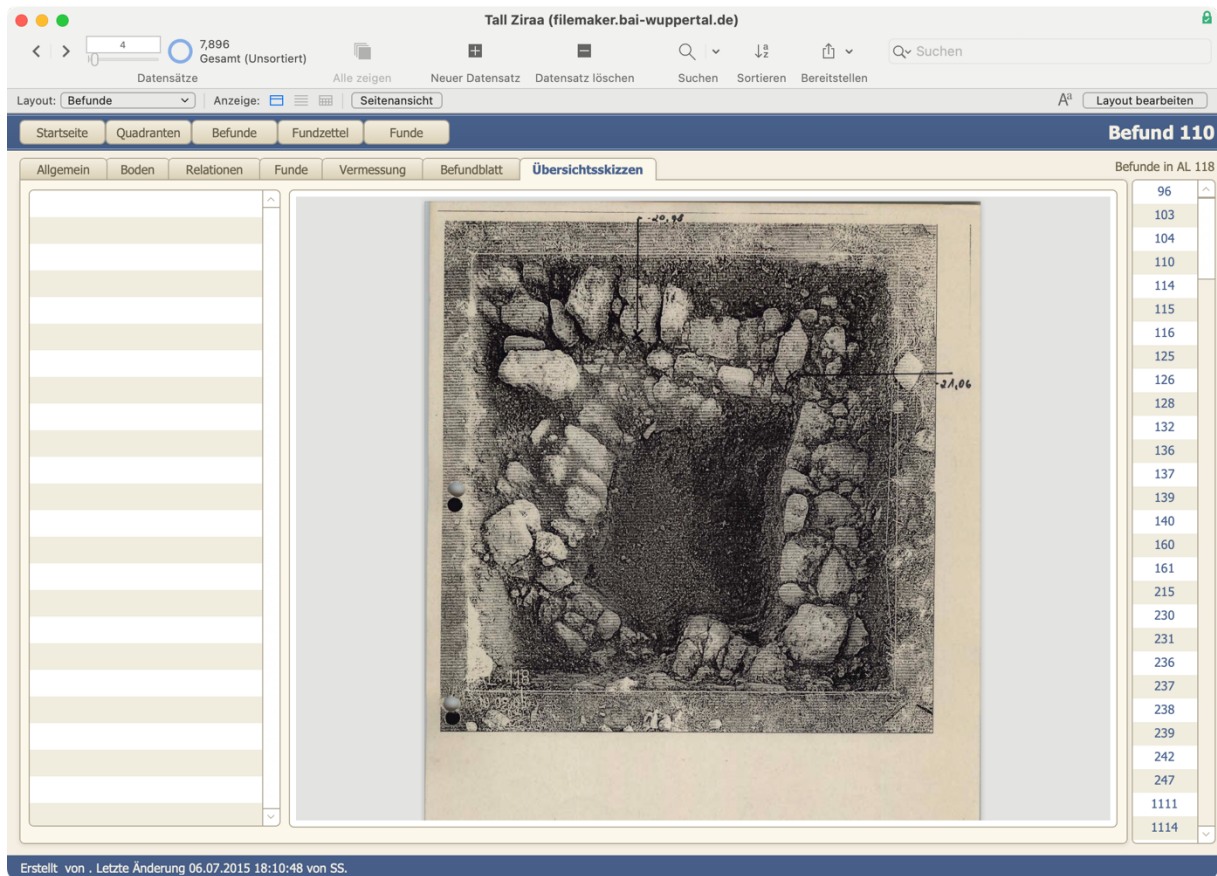 Tall Ziraa (filemaker.bai-wuppertal.de)
4
7,896
Gesamt (Unsortiert)
Datensätze
Alle zeigen
Neuer Datensatz
Datensatz löschen
Suchen
Sortieren
Bereitstellen
Suchen
Layout: Befunde
Anzeige:
Seitenansicht
Layout bearbeiten
Startseite
Quadranten
Befunde
Fundzettel
Funde
Befund 110
Allgemein
Boden
Relationen
Funde
Vermessung
Befundblatt
Übersichtsskizzen
Befunde in AL 118
-20,98
-21,06
AL 118
96
103
104
110
114
115
116
125
126
128
132
136
137
139
140
160
161
215
230
231
236
237
238
239
242
247
1111
1114
Erstellt von . Letzte Änderung 06.07.2015 18:10:48 von SS.